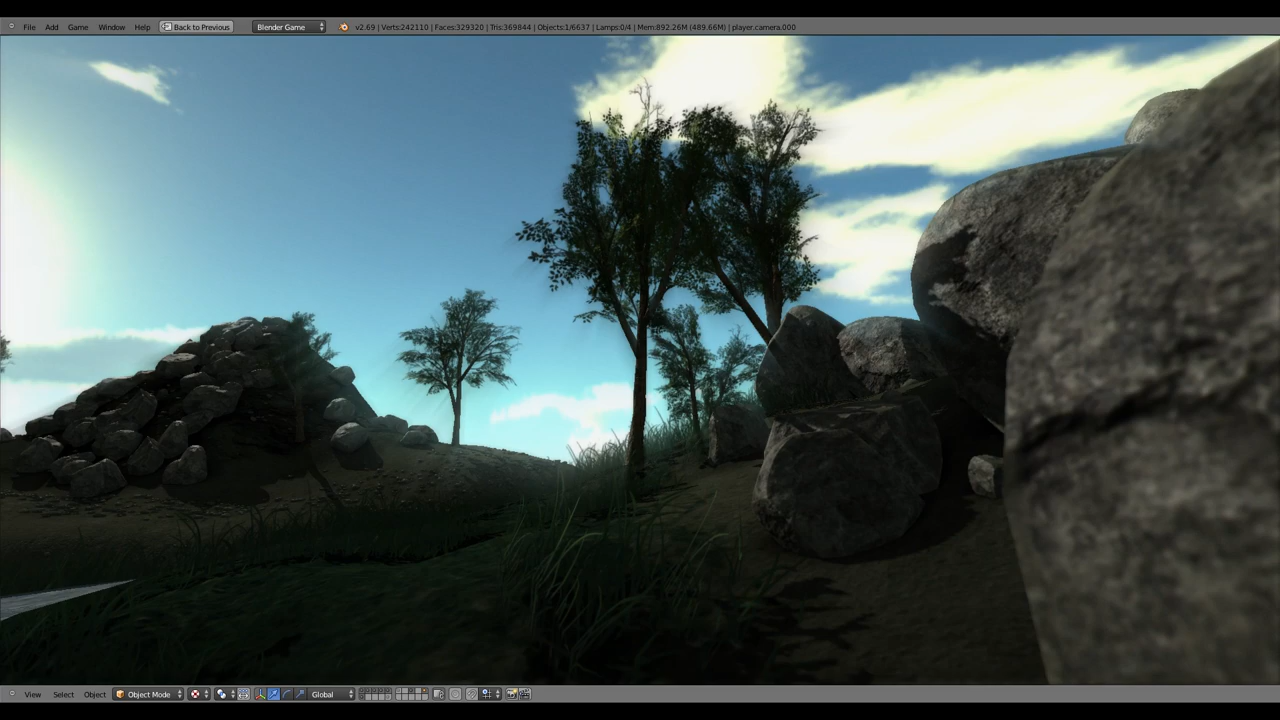 File Add Game Window Help Back to Previous Blender Game v2.69 | Verts:242110 | Faces:329320 | Tris:369844 | Objects:1/6637 | Lamps:0/4 | Mem:892.26M (489.66M) | player.camera.000
View Select Object Object Mode Global